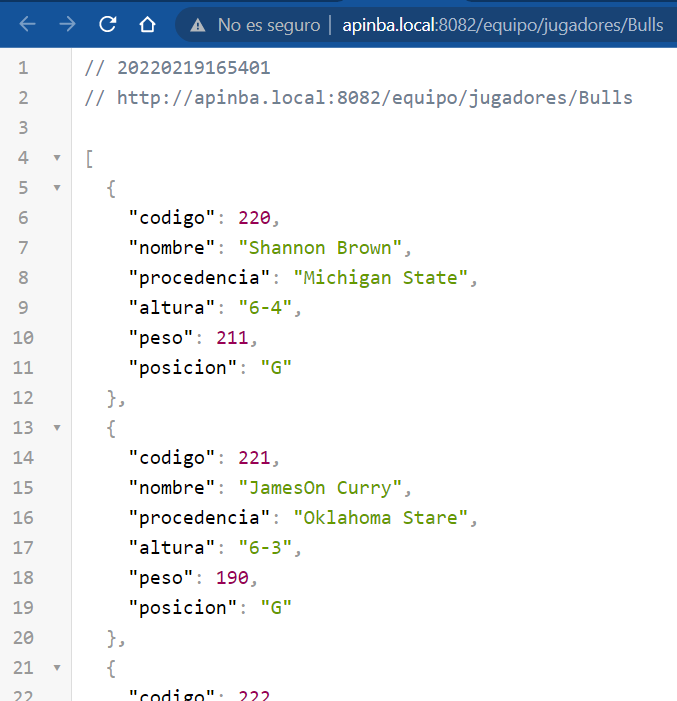 No es seguro | apinba.local:8082/equipo/jugadores/Bulls
1 // 20220219165401
2 // http://apinba.local:8082/equipo/jugadores/Bulls
3
4 [
5 {
6 "codigo": 220,
7 "nombre": "Shannon Brown",
8 "procedencia": "Michigan State",
9 "altura": "6-4",
10 "peso": 211,
11 "posicion": "G"
12 },
13 {
14 "codigo": 221,
15 "nombre": "JamesOn Curry",
16 "procedencia": "Oklahoma Stare",
17 "altura": "6-3",
18 "peso": 190,
19 "posicion": "G"
20 },
21 {
22 "codigo": 222